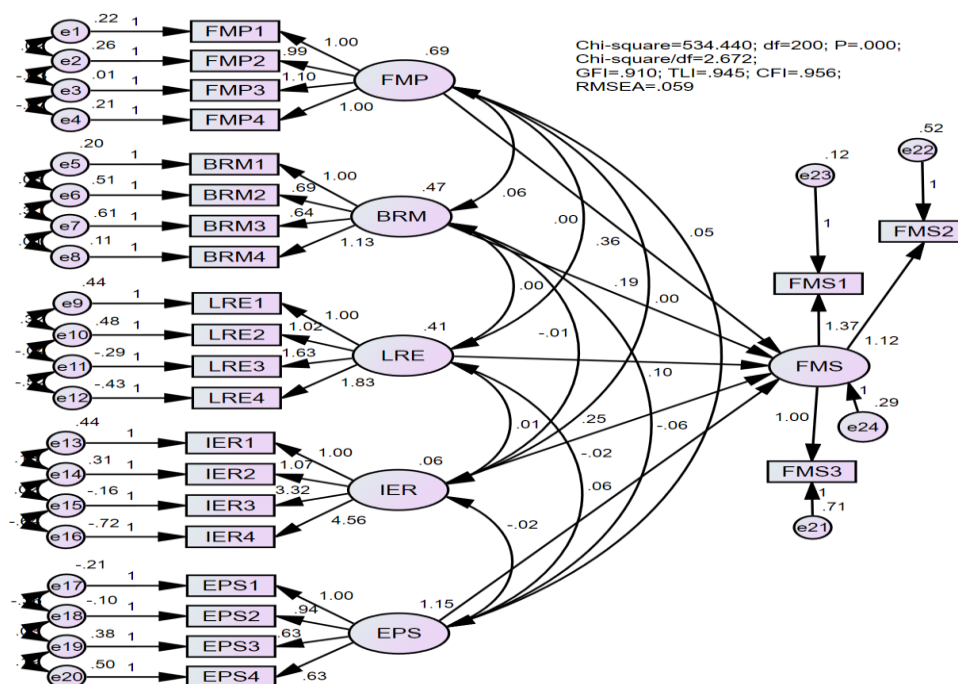 Chi-square=534.440; df=200; P=.000;
Chi-square/df=2.672;
GFI=.910; TLI=.945; CFI=.956;
RMSEA=.059
e1 .22 1 FMP1 1.00
e2 .26 1 FMP2 .99
e3 .01 1 FMP3 1.10
e4 .21 1 FMP4 1.00
.69
FMP
e5 .20 1 BRM1 1.00
e6 .51 1 BRM2 .69
e7 .61 1 BRM3 .64
e8 .11 1 BRM4 1.13
.47
BRM
e9 .44 1 LRE1 1.00
e10 .48 1 LRE2 1.02
e11 -.29 1 LRE3 1.63
e12 -.43 1 LRE4 1.83
.41
LRE
e13 .44 1 IER1 1.00
e14 .31 1 IER2 1.07
e15 -.16 1 IER3 3.32
e16 -.72 1 IER4 4.56
.06
IER
e17 -.21 1 EPS1 1.00
e18 -.10 1 EPS2 .94
e19 .38 1 EPS3 .63
e20 .50 1 EPS4 .63
1.15
EPS
.06
.00
.36
.05
.00
.19
.00
-.01
.10
.01
.25
-.06
-.02
.06
-.02
.12
e23
1
FMS1
1.37
.52
e22
1
FMS2
1.12
FMS
1.00
1
.29
e24
FMS3
1
.71
e21